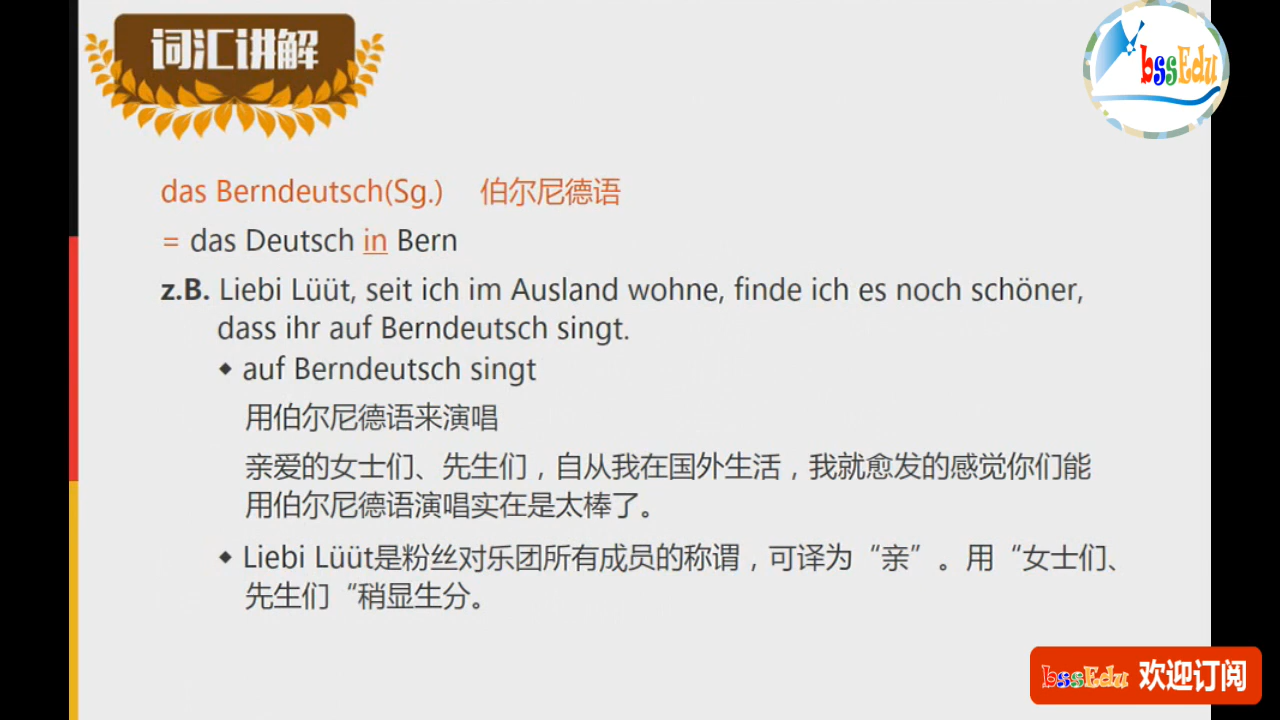 词汇讲解
bssEdu
das Berndeutsch(Sg.) 伯尔尼德语
= das Deutsch in Bern
z.B. Liebi Lüüt, seit ich im Ausland wohne, finde ich es noch schöner,
dass ihr auf Berndeutsch singt.
◆ auf Berndeutsch singt
用伯尔尼德语来演唱
亲爱的女士们、先生们，自从我在国外生活，我就愈发的感觉你们能
用伯尔尼德语演唱实在是太棒了。
◆ Liebi Lüüt是粉丝对乐团所有成员的称谓，可译为“亲”。用“女士们、
先生们“稍显生分。
bssEdu 欢迎订阅